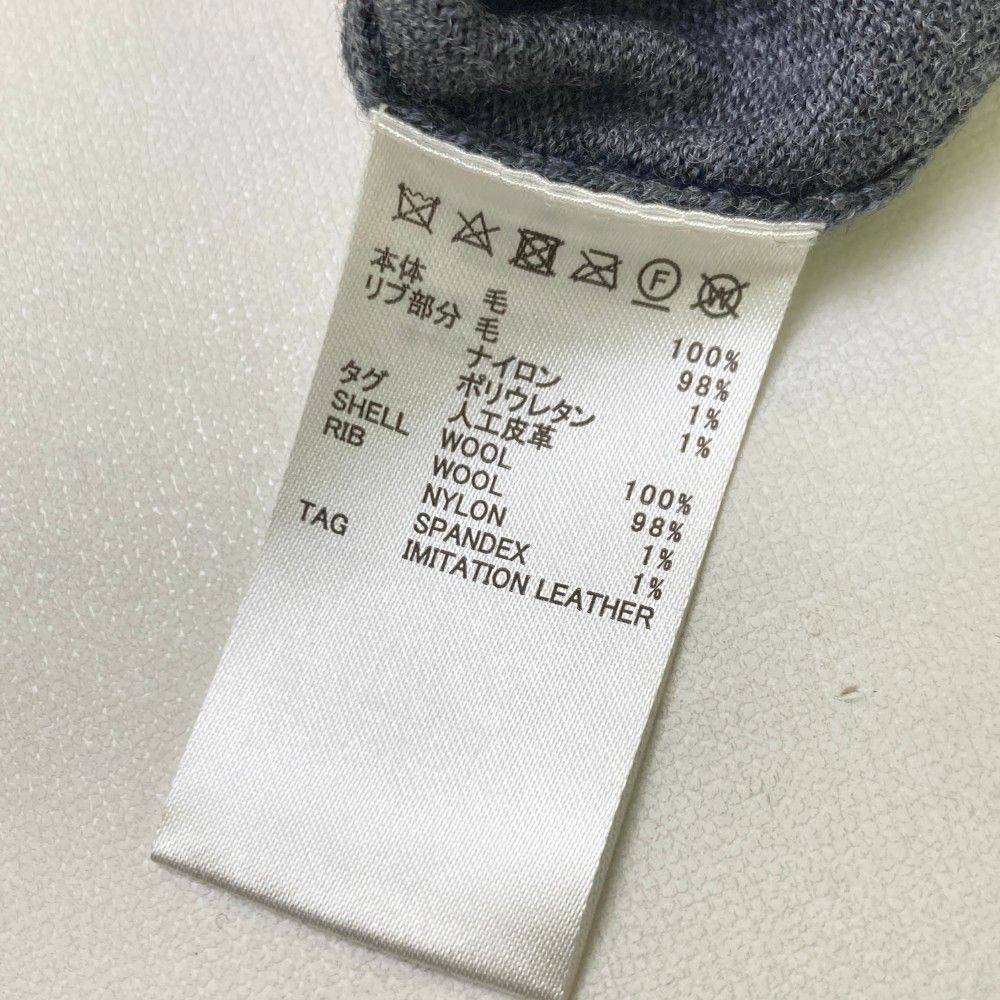 F W
本体 毛 100%
リブ部分 毛 98%
ナイロン 1%
ポリウレタン 1%
タグ 人工皮革
SHELL WOOL 100%
RIB WOOL 98%
NYLON 1%
SPANDEX 1%
TAG IMITATION LEATHER